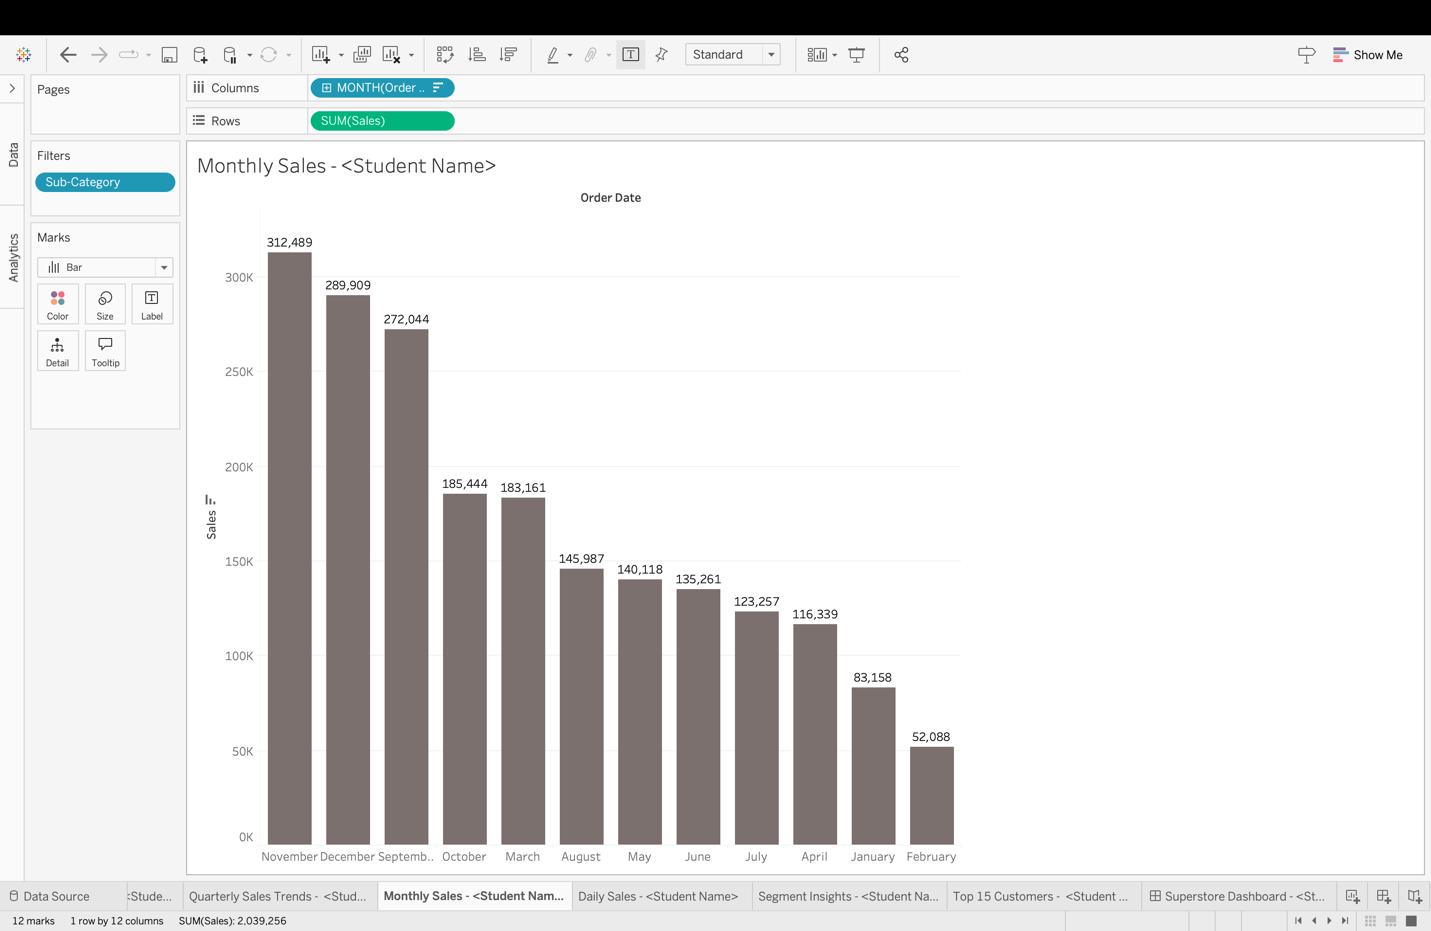 Standard
Show Me
Pages
Columns
MONTH(Order ..
Rows
SUM(Sales)
Data
Analytics
Filters
Sub-Category
Marks
Bar
Color
Size
Label
Detail
Tooltip
Monthly Sales - <Student Name>
Order Date
Sales
300K
250K
200K
150K
100K
50K
0K
312,489
289,909
272,044
185,444
183,161
145,987
140,118
135,261
123,257
116,339
83,158
52,088
November December Septemb.. October March August May June July April January February
Data Source
<Stude...
Quarterly Sales Trends - <Stud...
Monthly Sales - <Student Nam...
Daily Sales - <Student Name>
Segment Insights - <Student Na...
Top 15 Customers - <Student ...
Superstore Dashboard - <St...
12 marks 1 row by 12 columns SUM(Sales): 2,039,256